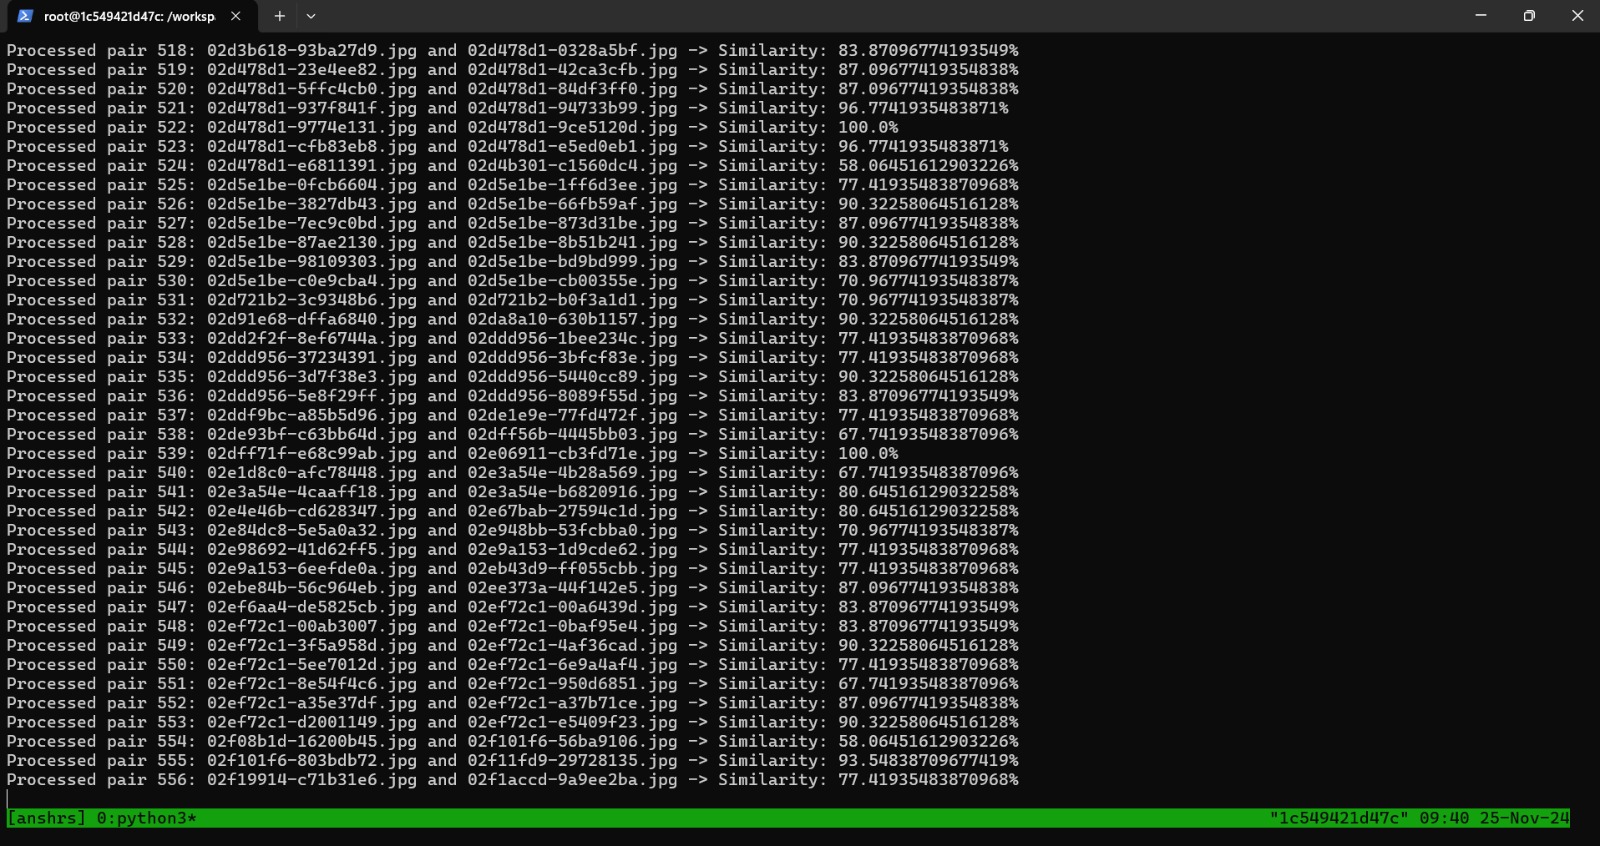 root@1c549421d47c: /worksp
Processed pair 518: 02d3b618-93ba27d9.jpg and 02d478d1-0328a5bf.jpg -> Similarity: 83.87096774193549%
Processed pair 519: 02d478d1-23e4ee82.jpg and 02d478d1-42ca3cfb.jpg -> Similarity: 87.09677419354838%
Processed pair 520: 02d478d1-5ffc4cb0.jpg and 02d478d1-84df3ff0.jpg -> Similarity: 87.09677419354838%
Processed pair 521: 02d478d1-937f841f.jpg and 02d478d1-94733b99.jpg -> Similarity: 96.7741935483871%
Processed pair 522: 02d478d1-9774e131.jpg and 02d478d1-9ce5120d.jpg -> Similarity: 100.0%
Processed pair 523: 02d478d1-cfb83eb8.jpg and 02d478d1-e5ed0eb1.jpg -> Similarity: 96.7741935483871%
Processed pair 524: 02d478d1-e6811391.jpg and 02d4b301-c1560dc4.jpg -> Similarity: 58.06451612903226%
Processed pair 525: 02d5e1be-0fcb6604.jpg and 02d5e1be-1ff6d3ee.jpg -> Similarity: 77.41935483870968%
Processed pair 526: 02d5e1be-3827db43.jpg and 02d5e1be-66fb59af.jpg -> Similarity: 90.32258064516128%
Processed pair 527: 02d5e1be-7ec9c0bd.jpg and 02d5e1be-873d31be.jpg -> Similarity: 87.09677419354838%
Processed pair 528: 02d5e1be-87ae2130.jpg and 02d5e1be-8b51b241.jpg -> Similarity: 90.32258064516128%
Processed pair 529: 02d5e1be-98109303.jpg and 02d5e1be-bd9bd999.jpg -> Similarity: 83.87096774193549%
Processed pair 530: 02d5e1be-c0e9cba4.jpg and 02d5e1be-cb00355e.jpg -> Similarity: 70.96774193548387%
Processed pair 531: 02d721b2-3c9348b6.jpg and 02d721b2-b0f3a1d1.jpg -> Similarity: 70.96774193548387%
Processed pair 532: 02d91e68-dffa6840.jpg and 02da8a10-630b1157.jpg -> Similarity: 90.32258064516128%
Processed pair 533: 02dd2f2f-8ef6744a.jpg and 02ddd956-1bee234c.jpg -> Similarity: 77.41935483870968%
Processed pair 534: 02ddd956-37234391.jpg and 02ddd956-3bfcf83e.jpg -> Similarity: 77.41935483870968%
Processed pair 535: 02ddd956-3d7f38e3.jpg and 02ddd956-5440cc89.jpg -> Similarity: 90.32258064516128%
Processed pair 536: 02ddd956-5e8f29ff.jpg and 02ddd956-8089f55d.jpg -> Similarity: 83.87096774193549%
Processed pair 537: 02ddf9bc-a85b5d96.jpg and 02de1e9e-77fd472f.jpg -> Similarity: 77.41935483870968%
Processed pair 538: 02de93bf-c63bb64d.jpg and 02dff56b-4445bb03.jpg -> Similarity: 67.74193548387096%
Processed pair 539: 02dff71f-e68c99ab.jpg and 02e06911-cb3fd71e.jpg -> Similarity: 100.0%
Processed pair 540: 02e1d8c0-afc78448.jpg and 02e3a54e-4b28a569.jpg -> Similarity: 67.74193548387096%
Processed pair 541: 02e3a54e-4caaff18.jpg and 02e3a54e-b6820916.jpg -> Similarity: 80.64516129032258%
Processed pair 542: 02e4e46b-cd628347.jpg and 02e67bab-27594c1d.jpg -> Similarity: 80.64516129032258%
Processed pair 543: 02e84dc8-5e5a0a32.jpg and 02e948bb-53fcbba0.jpg -> Similarity: 70.96774193548387%
Processed pair 544: 02e98692-41d62ff5.jpg and 02e9a153-1d9cde62.jpg -> Similarity: 77.41935483870968%
Processed pair 545: 02e9a153-6eefde0a.jpg and 02eb43d9-ff055cbb.jpg -> Similarity: 77.41935483870968%
Processed pair 546: 02ebe84b-56c964eb.jpg and 02ee373a-44f142e5.jpg -> Similarity: 87.09677419354838%
Processed pair 547: 02ef6aa4-de5825cb.jpg and 02ef72c1-00a6439d.jpg -> Similarity: 83.87096774193549%
Processed pair 548: 02ef72c1-00ab3007.jpg and 02ef72c1-0baf95e4.jpg -> Similarity: 83.87096774193549%
Processed pair 549: 02ef72c1-3f5a958d.jpg and 02ef72c1-4af36cad.jpg -> Similarity: 90.32258064516128%
Processed pair 550: 02ef72c1-5ee7012d.jpg and 02ef72c1-6e9a4af4.jpg -> Similarity: 77.41935483870968%
Processed pair 551: 02ef72c1-8e54f4c6.jpg and 02ef72c1-950d6851.jpg -> Similarity: 67.74193548387096%
Processed pair 552: 02ef72c1-a35e37df.jpg and 02ef72c1-a37b71ce.jpg -> Similarity: 87.09677419354838%
Processed pair 553: 02ef72c1-d2001149.jpg and 02ef72c1-e5409f23.jpg -> Similarity: 90.32258064516128%
Processed pair 554: 02f08b1d-16200b45.jpg and 02f101f6-56ba9106.jpg -> Similarity: 58.06451612903226%
Processed pair 555: 02f101f6-803bdb72.jpg and 02f11fd9-29728135.jpg -> Similarity: 93.54838709677419%
Processed pair 556: 02f19914-c71b31e6.jpg and 02f1accd-9a9ee2ba.jpg -> Similarity: 77.41935483870968%
[anshrs] 0:python3* "1c549421d47c" 09:40 25-Nov-24